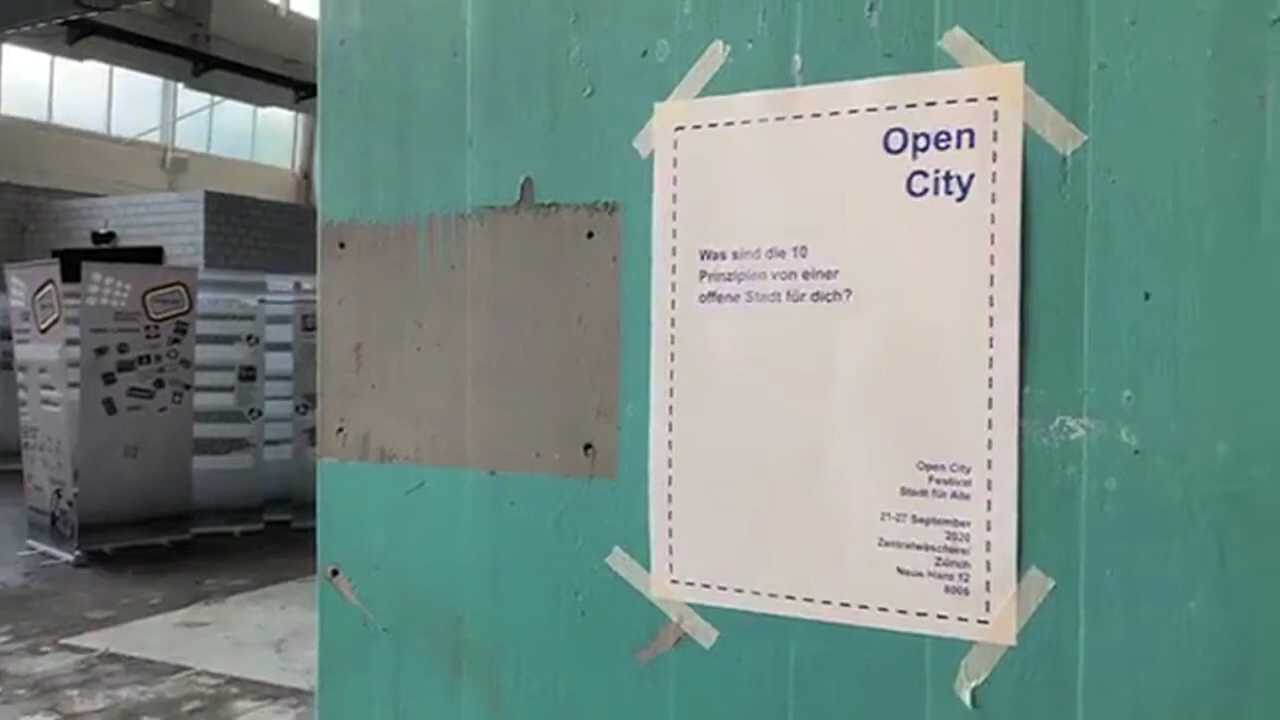 Open
City
Was sind die 10
Prinzipien von einer
offene Stadt für dich?
Open City
Festival
Stadt für Alle
21-27 September
2020
Zentralwäscherei
Zürich
Neue Hard 12
8005